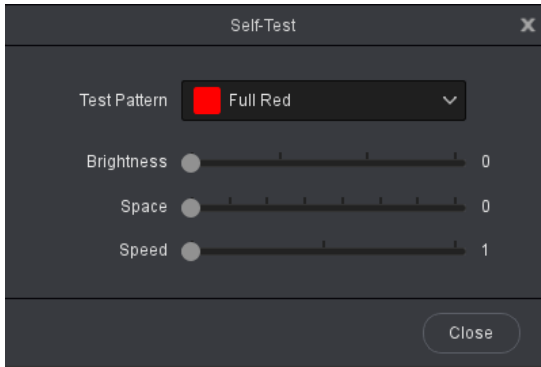 Self-Test
Test Pattern Full Red
Brightness 0
Space 0
Speed 1
Close